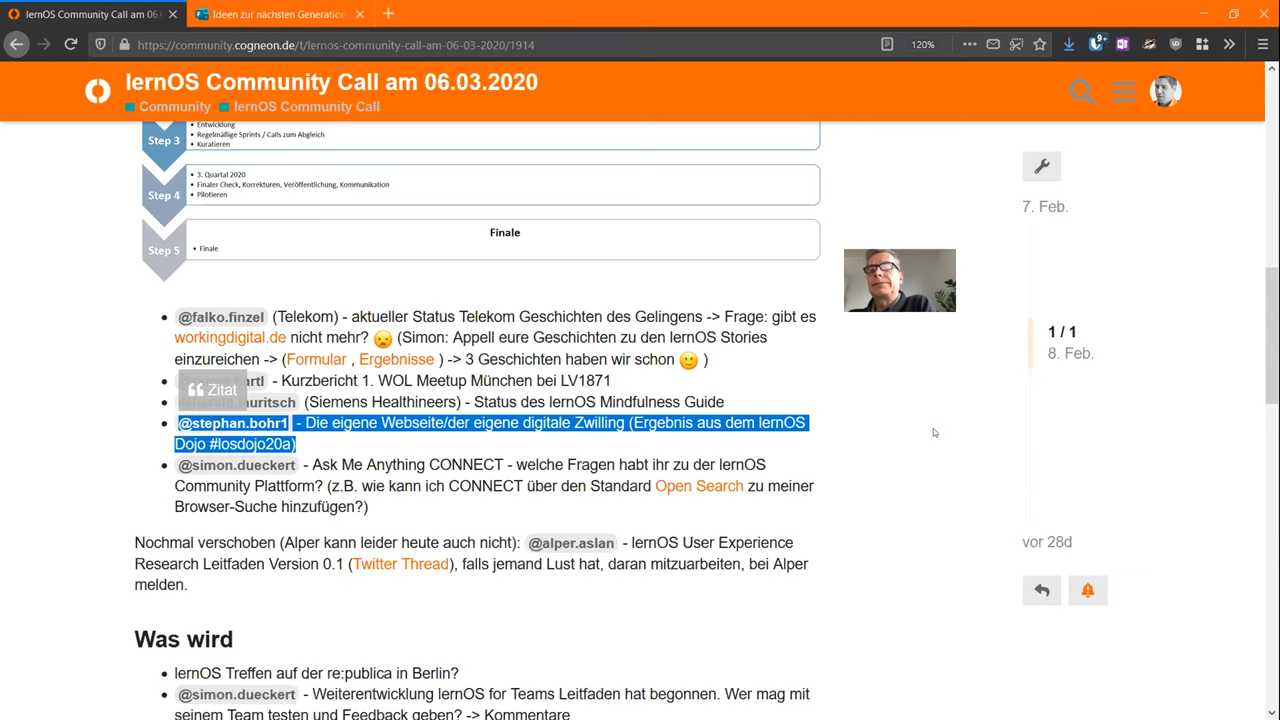 lernOS Community Call am 06.
Ideen zur nächsten Generation
https://community.cogneon.de/t/lernos-community-call-am-06-03-2020/1914
120%
9+
lernOS Community Call am 06.03.2020
Community lernOS Community Call
Step 3
• Entwicklung
• Regelmäßige Sprints / Calls zum Abgleich
• Kuratieren
Step 4
• 3. Quartal 2020
• Finaler Check, Korrekturen, Veröffentlichung, Kommunikation
• Pilotieren
Step 5
Finale
• Finale
7. Feb.
1 / 1
8. Feb.
vor 28d
• @falko.finzel (Telekom) - aktueller Status Telekom Geschichten des Gelingens -> Frage: gibt es
workingdigital.de nicht mehr? (Simon: Appell eure Geschichten zu den lernOS Stories
einzureichen -> (Formular , Ergebnisse ) -> 3 Geschichten haben wir schon )
• - Kurzbericht 1. WOL Meetup München bei LV1871
Zitat
• (Siemens Healthineers) - Status des lernOS Mindfulness Guide
• @stephan.bohr1 - Die eigene Webseite/der eigene digitale Zwilling (Ergebnis aus dem lernOS
Dojo #losdojo20a)
• @simon.dueckert - Ask Me Anything CONNECT - welche Fragen habt ihr zu der lernOS
Community Plattform? (z.B. wie kann ich CONNECT über den Standard Open Search zu meiner
Browser-Suche hinzufügen?)
Nochmal verschoben (Alper kann leider heute auch nicht): @alper.aslan - lernOS User Experience
Research Leitfaden Version 0.1 (Twitter Thread), falls jemand Lust hat, daran mitzuarbeiten, bei Alper
melden.
Was wird
• lernOS Treffen auf der re:publica in Berlin?
• @simon.dueckert - Weiterentwicklung lernOS for Teams Leitfaden hat begonnen. Wer mag mit
seinem Team testen und Feedback geben? -> Kommentare